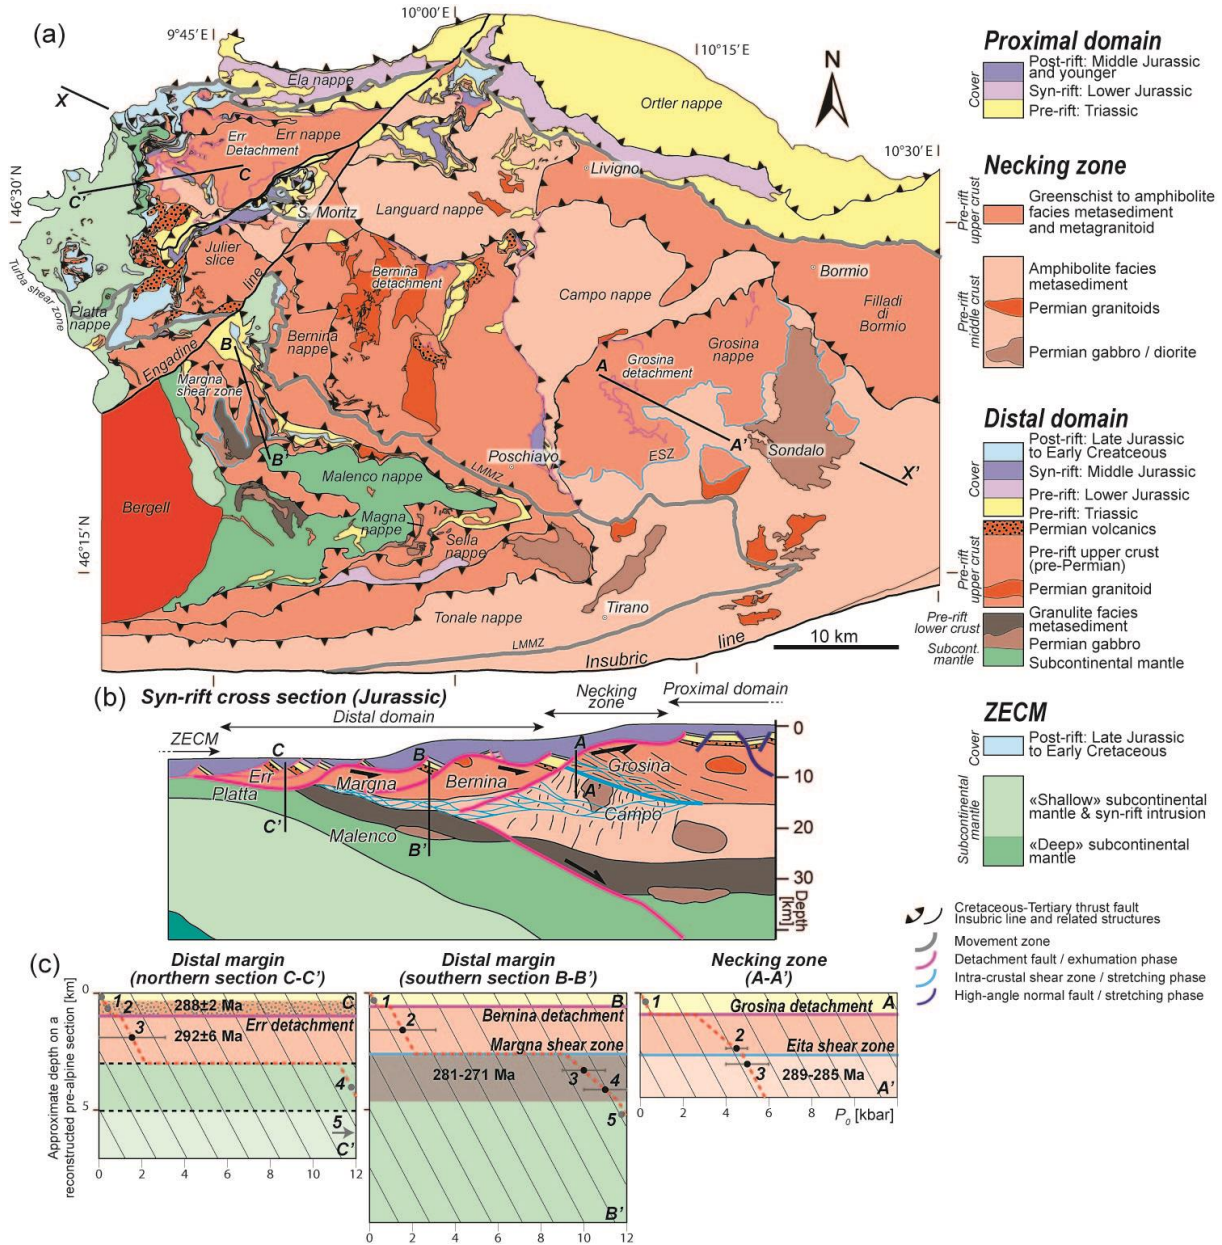 (a)
9°45' E
10°00' E
10°15' E
10°30' E
46°30' N
46°15' N
X
N
Ela nappe
Ortler nappe
Err
Detachment
Err nappe
C
C'
Livigno
S. Moritz
Languard nappe
Julier
slice
Bernina
detachment
Bormio
Turba shear zone
Platta
nappe
line
Engadine
Campo nappe
Filladi
di
Bormio
Bernina
nappe
Grosina
nappe
B
A
Grosina
detachment
Margna
shear zone
A'
Sondalo
B'
Poschiavo
ESZ
X'
LMMZ
Malenco nappe
Bergell
Magna
nappe
Sella
nappe
Tirano
Tonale nappe
LMMZ
Insubric
line
10 km
Proximal domain
Cover
Post-rift: Middle Jurassic
and younger
Syn-rift: Lower Jurassic
Pre-rift: Triassic
Necking zone
Pre-rift
upper crust
Greenschist to amphibolite
facies metasediment
and metagranitoid
Pre-rift
middle crust
Amphibolite facies
metasediment
Permian granitoids
Permian gabbro / diorite
Distal domain
Cover
Post-rift: Late Jurassic
to Early Creatceous
Syn-rift: Middle Jurassic
Pre-rift: Lower Jurassic
Pre-rift: Triassic
Permian volcanics
Pre-rift
upper crust
Pre-rift upper crust
(pre-Permian)
Permian granitoid
Pre-rift
lower crust
Granulite facies
metasediment
Permian gabbro
Subcont.
mantle
Subcontinental mantle
ZECM
Cover
Post-rift: Late Jurassic
to Early Cretaceous
Subcontinental
mantle
«Shallow» subcontinental
mantle & syn-rift intrusion
«Deep» subcontinental
mantle
Cretaceous-Tertiary thrust fault
Insubric line and related structures
Movement zone
Detachment fault / exhumation phase
Intra-crustal shear zone / stretching phase
High-angle normal fault / stretching phase
(b) Syn-rift cross section (Jurassic)
ZECM
Distal domain
Necking
zone
Proximal domain
C
B
A
Err
Margna
Bernina
Grosina
Platta
A'
Campo
C'
Malenco
B'
0
10
20
30
Depth
[km]
(c)
Distal margin
(northern section C-C')
Distal margin
(southern section B-B')
Necking zone
(A-A')
Approximate depth on a
reconstructed pre-alpine section [km]
0
5
1
2
288±2 Ma
C
3
Err detachment
292±6 Ma
4
5
C'
0 2 4 6 8 10 12
1
B
Bernina detachment
2
Margna shear zone
281-271 Ma
3
4
5
B'
0 2 4 6 8 10 12
1
Grosina detachment
A
2
Eita shear zone
3
289-285 Ma
A'
0 2 4 6 8 P0 [kbar]